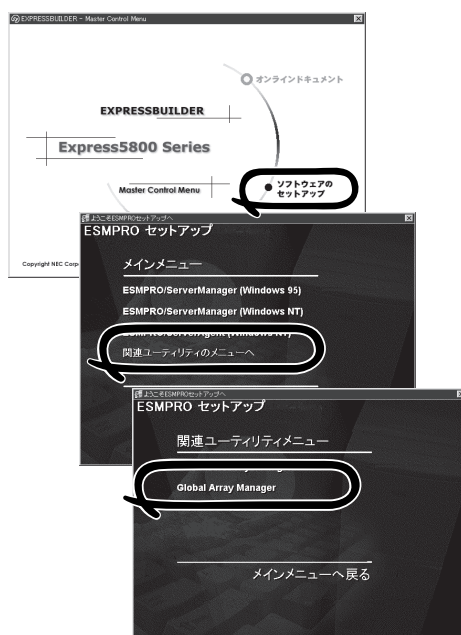 EXPRESSBUILDER - Master Control Menu
オンラインドキュメント
EXPRESSBUILDER
Express5800 Series
Master Control Menu
ソフトウェアの
セットアップ
Copyright NEC Corp
ようこそESMPROセットアップへ
ESMPRO セットアップ
メインメニュー
ESMPRO/ServerManager (Windows 95)
ESMPRO/ServerManager (Windows NT)
関連ユーティリティのメニューへ
ようこそESMPROセットアップへ
ESMPRO セットアップ
関連ユーティリティメニュー
Global Array Manager
メインメニューへ戻る